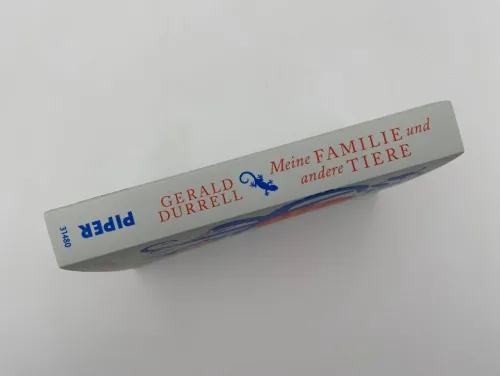 GERALD
DURRELL
Meine FAMILIE und
andere TIERE
PIPER
31480